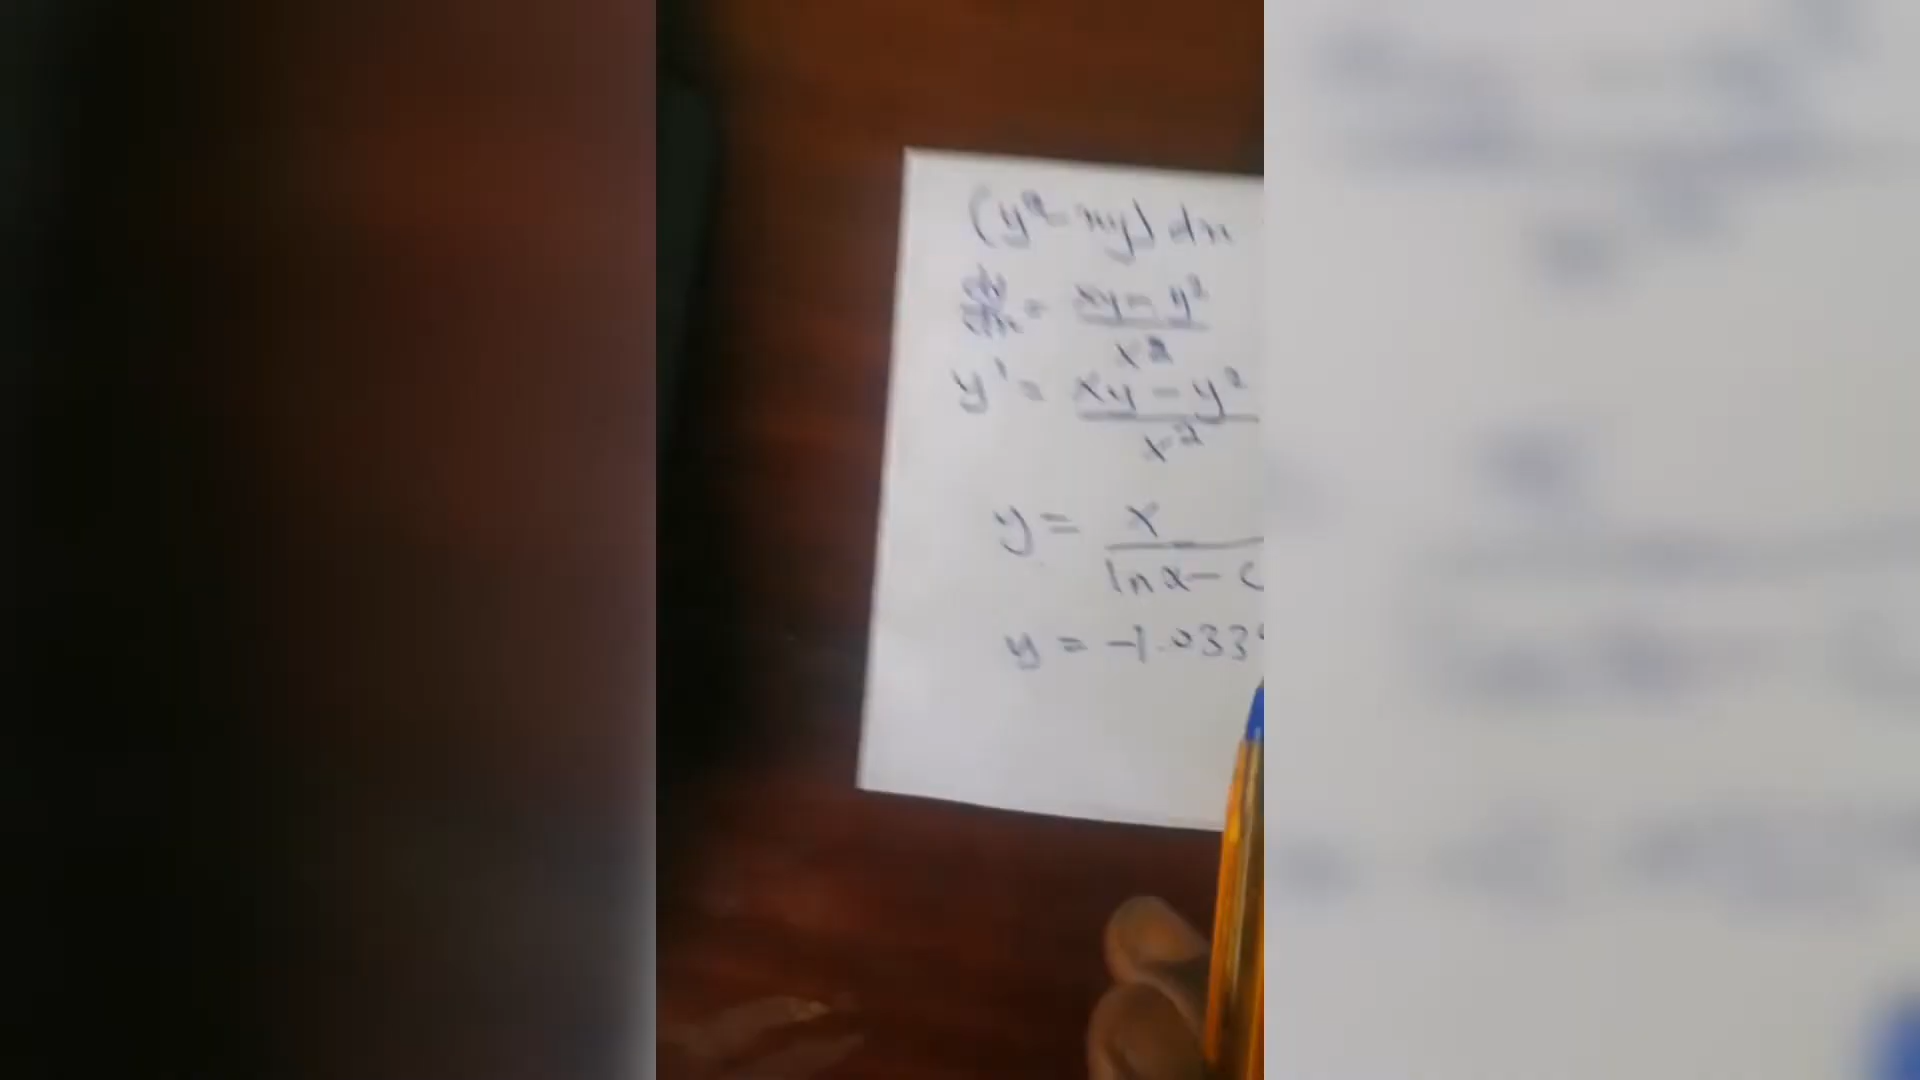 (y² - xy) dx
dy/dx = xy - y² / x²
y' = xy - y² / x²
y = x / ln x - c
y = -1.033